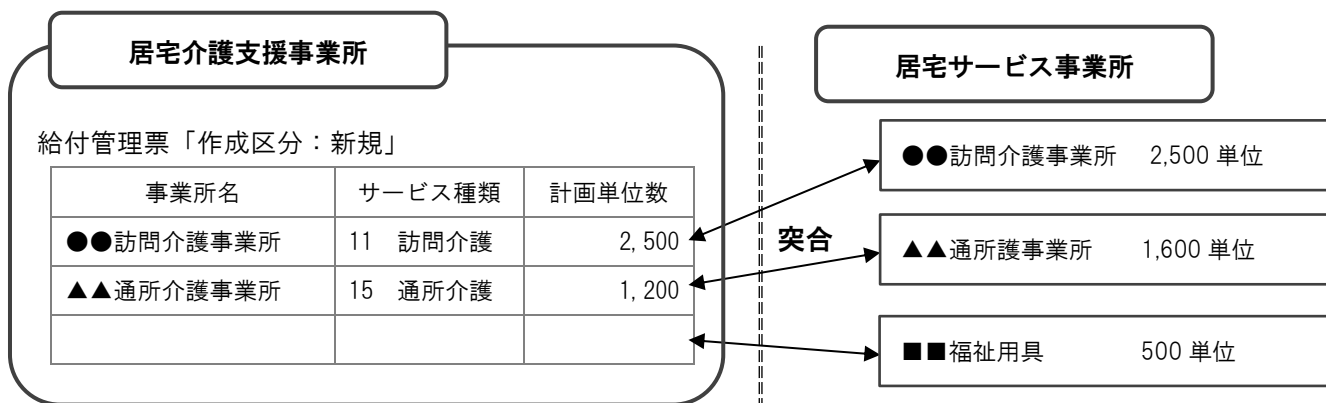 居宅介護支援事業所
居宅サービス事業所
給付管理票「作成区分：新規」
事業所名 サービス種類 計画単位数
●●訪問介護事業所 11 訪問介護 2,500
▲▲通所介護事業所 15 通所介護 1,200
突合
●●訪問介護事業所 2,500 単位
▲▲通所護事業所 1,600 単位
■■福祉用具 500 単位